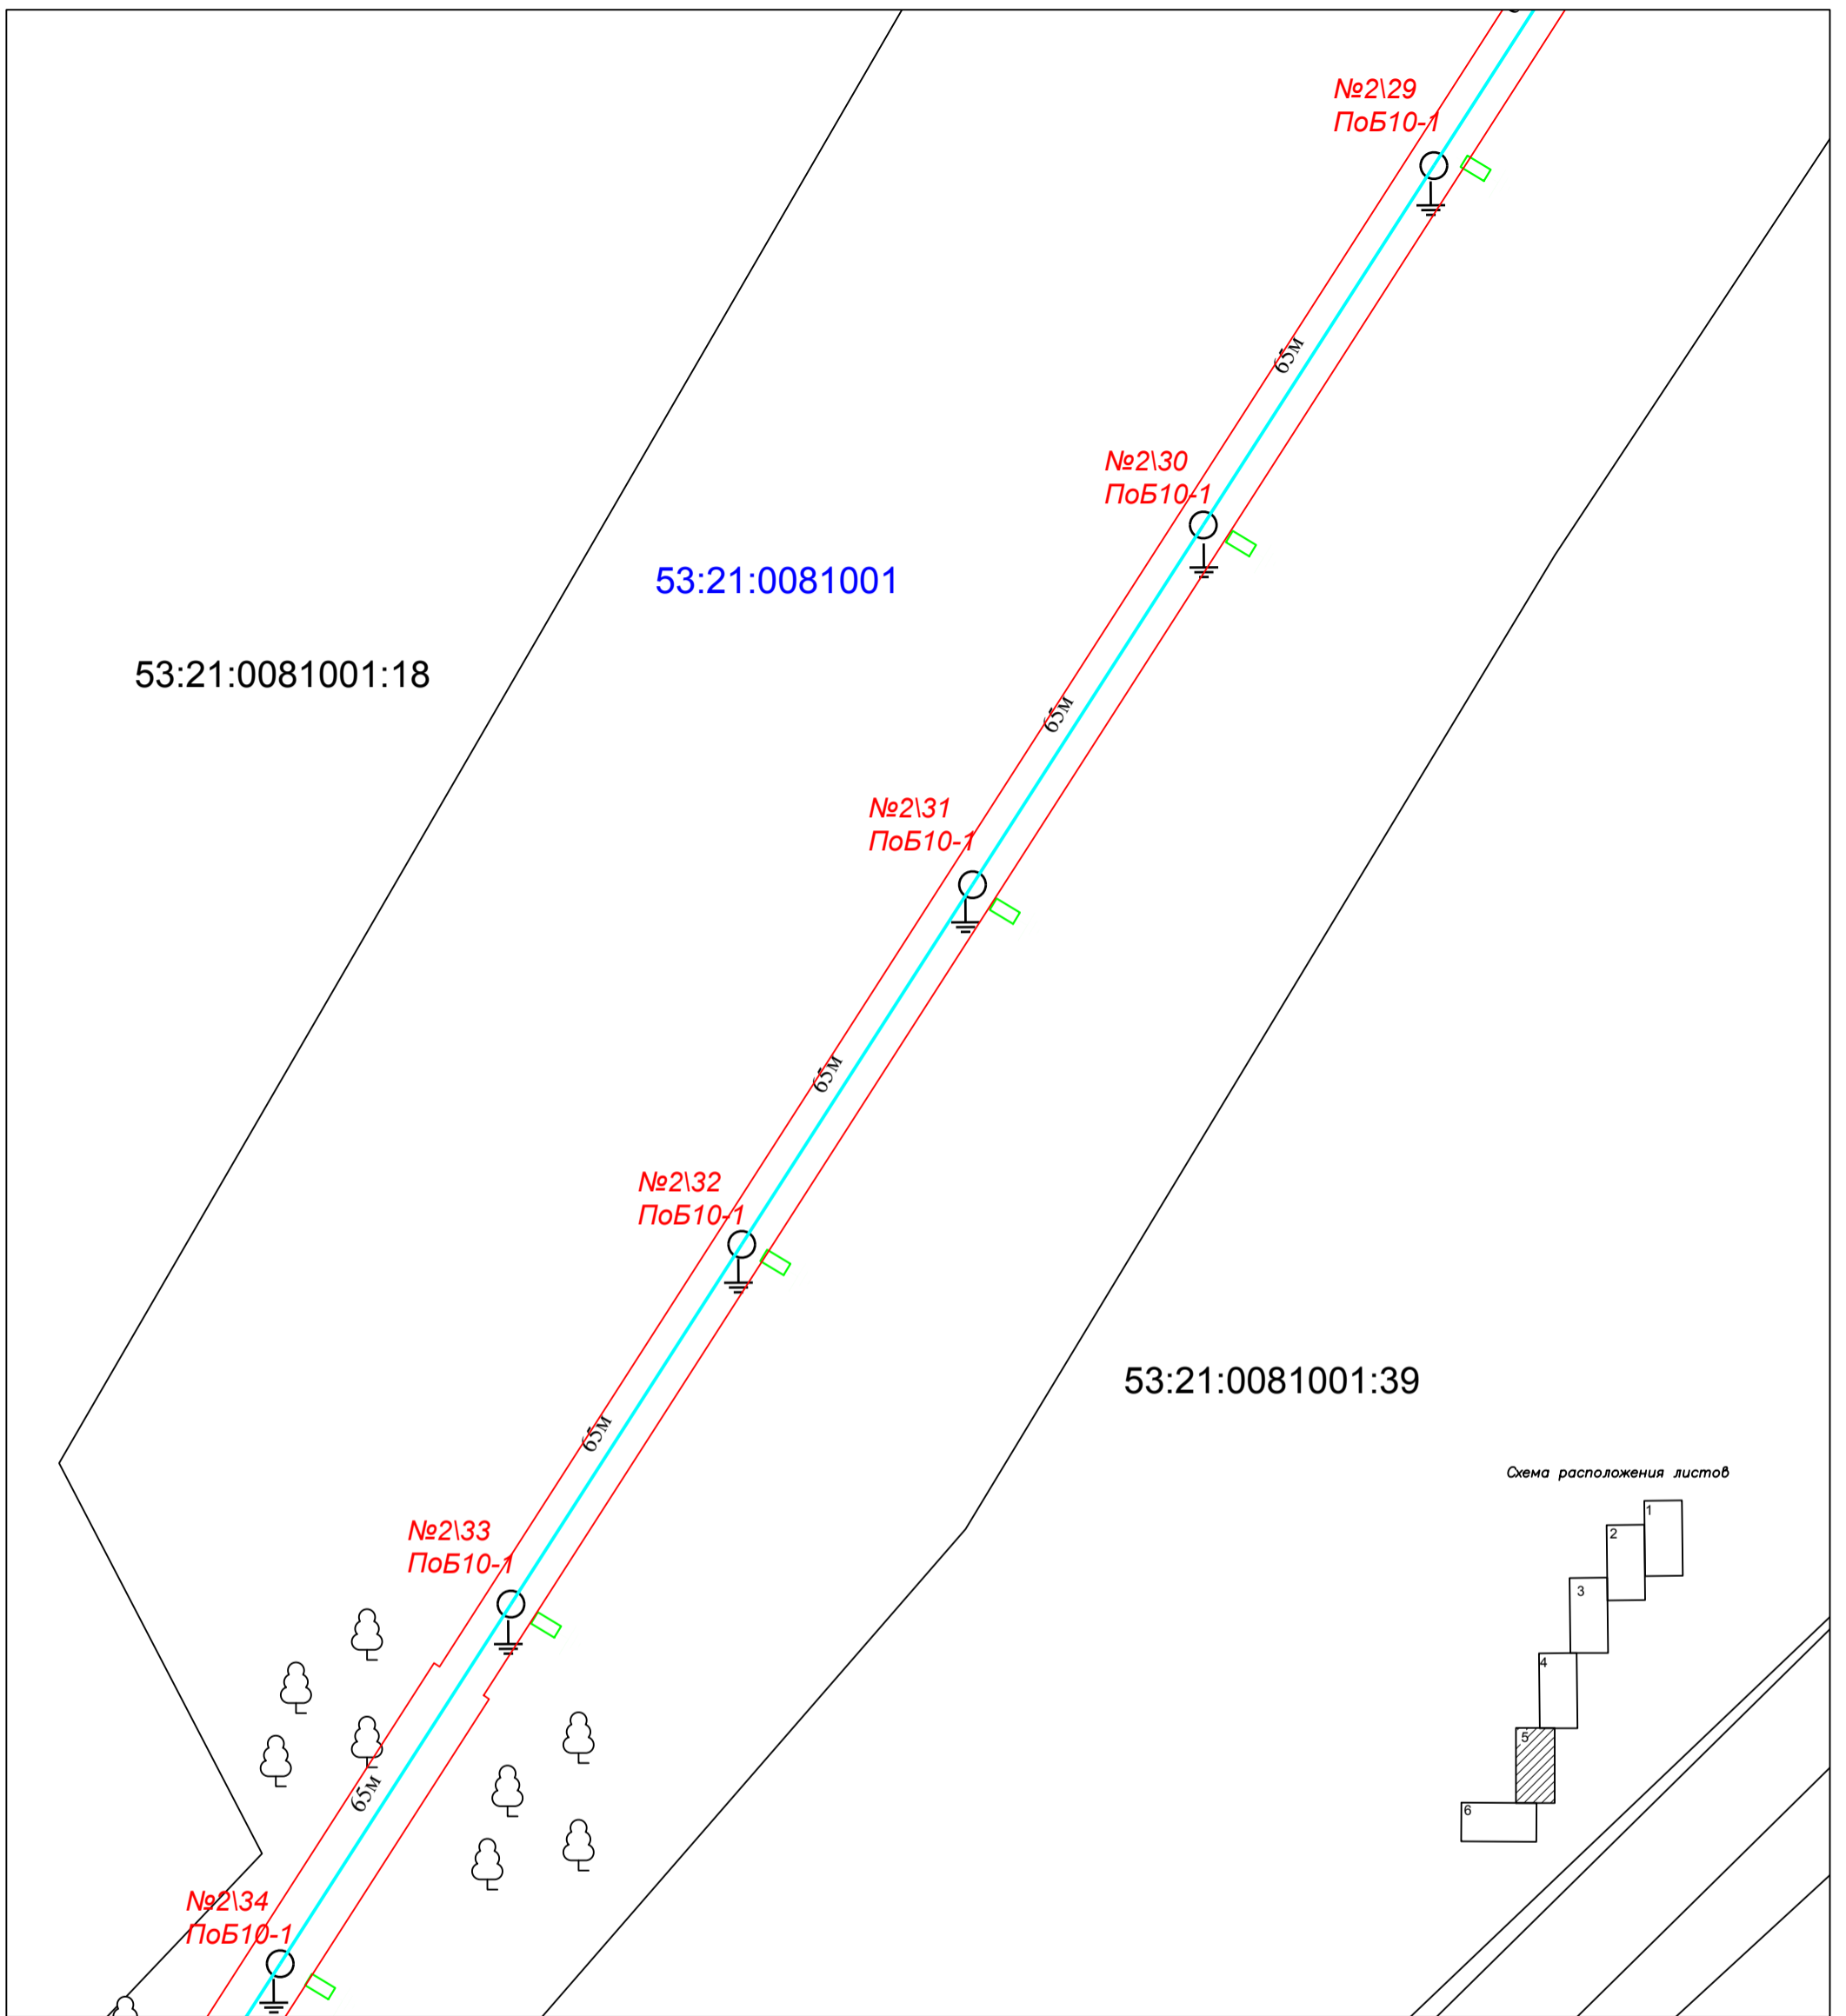 №2\29
ПоБ10-1
65м
№2\30
ПоБ10-1
53:21:0081001
53:21:0081001:18
65м
№2\31
ПоБ10-1
65м
№2\32
ПоБ10-1
53:21:0081001:39
65м
№2\33
ПоБ10-1
Схема расположения листов
1
2
3
4
5
6
65м
№2\34
ПоБ10-1